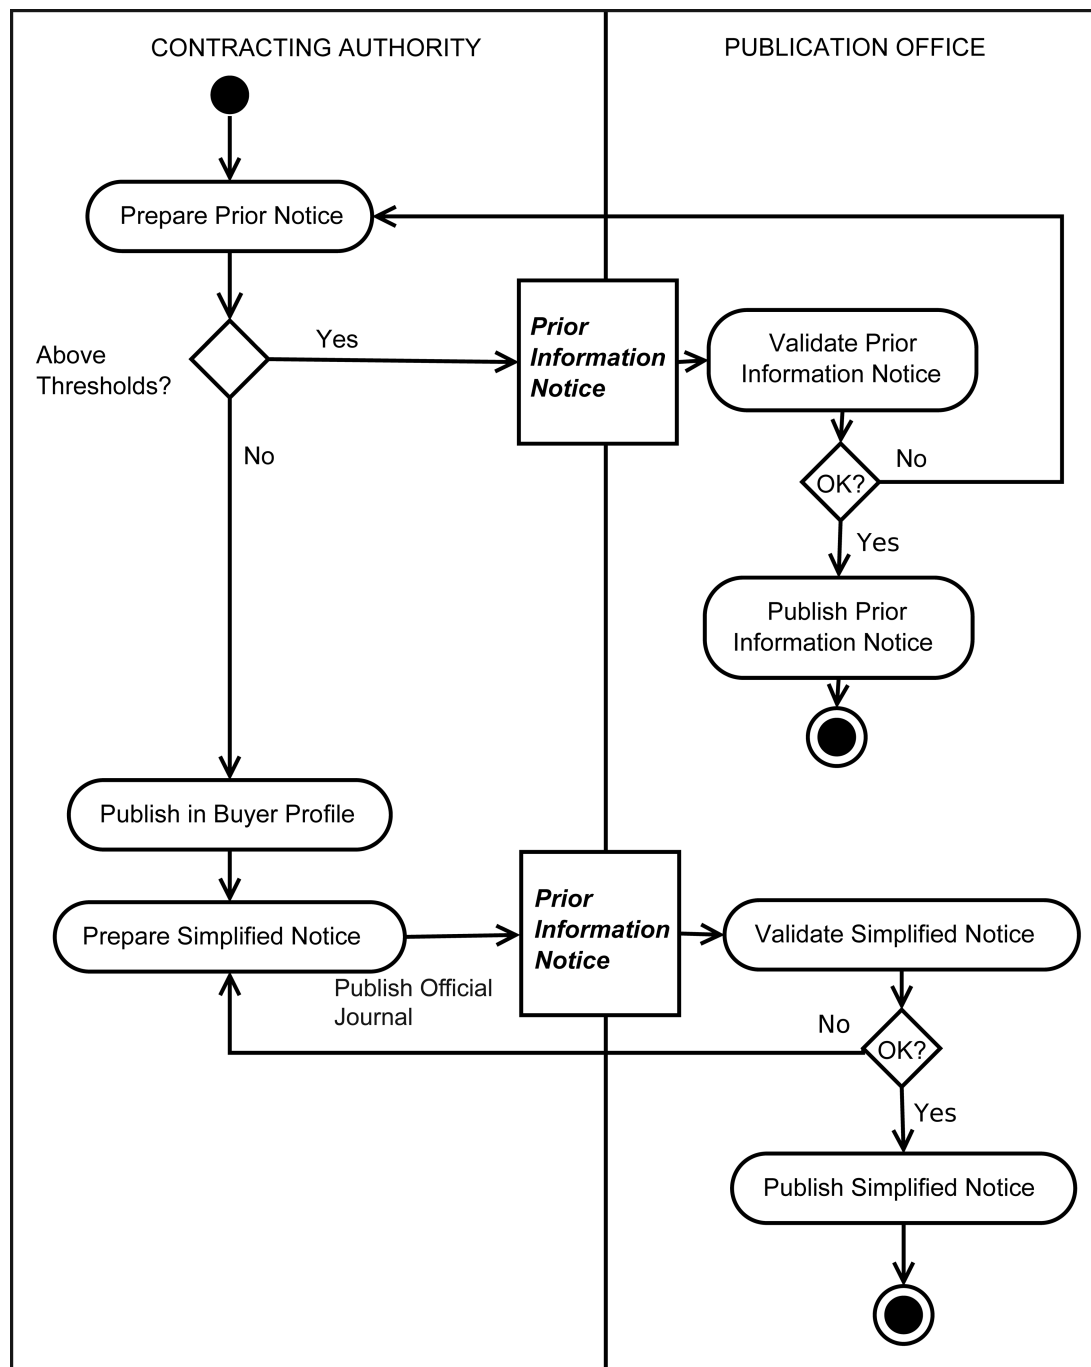 CONTRACTING AUTHORITY
PUBLICATION OFFICE
Prepare Prior Notice
Above
Thresholds?
Yes
No
Prior
Information
Notice
Validate Prior
Information Notice
OK?
No
Yes
Publish Prior
Information Notice
Publish in Buyer Profile
Prepare Simplified Notice
Publish Official
Journal
Prior
Information
Notice
Validate Simplified Notice
No
OK?
Yes
Publish Simplified Notice